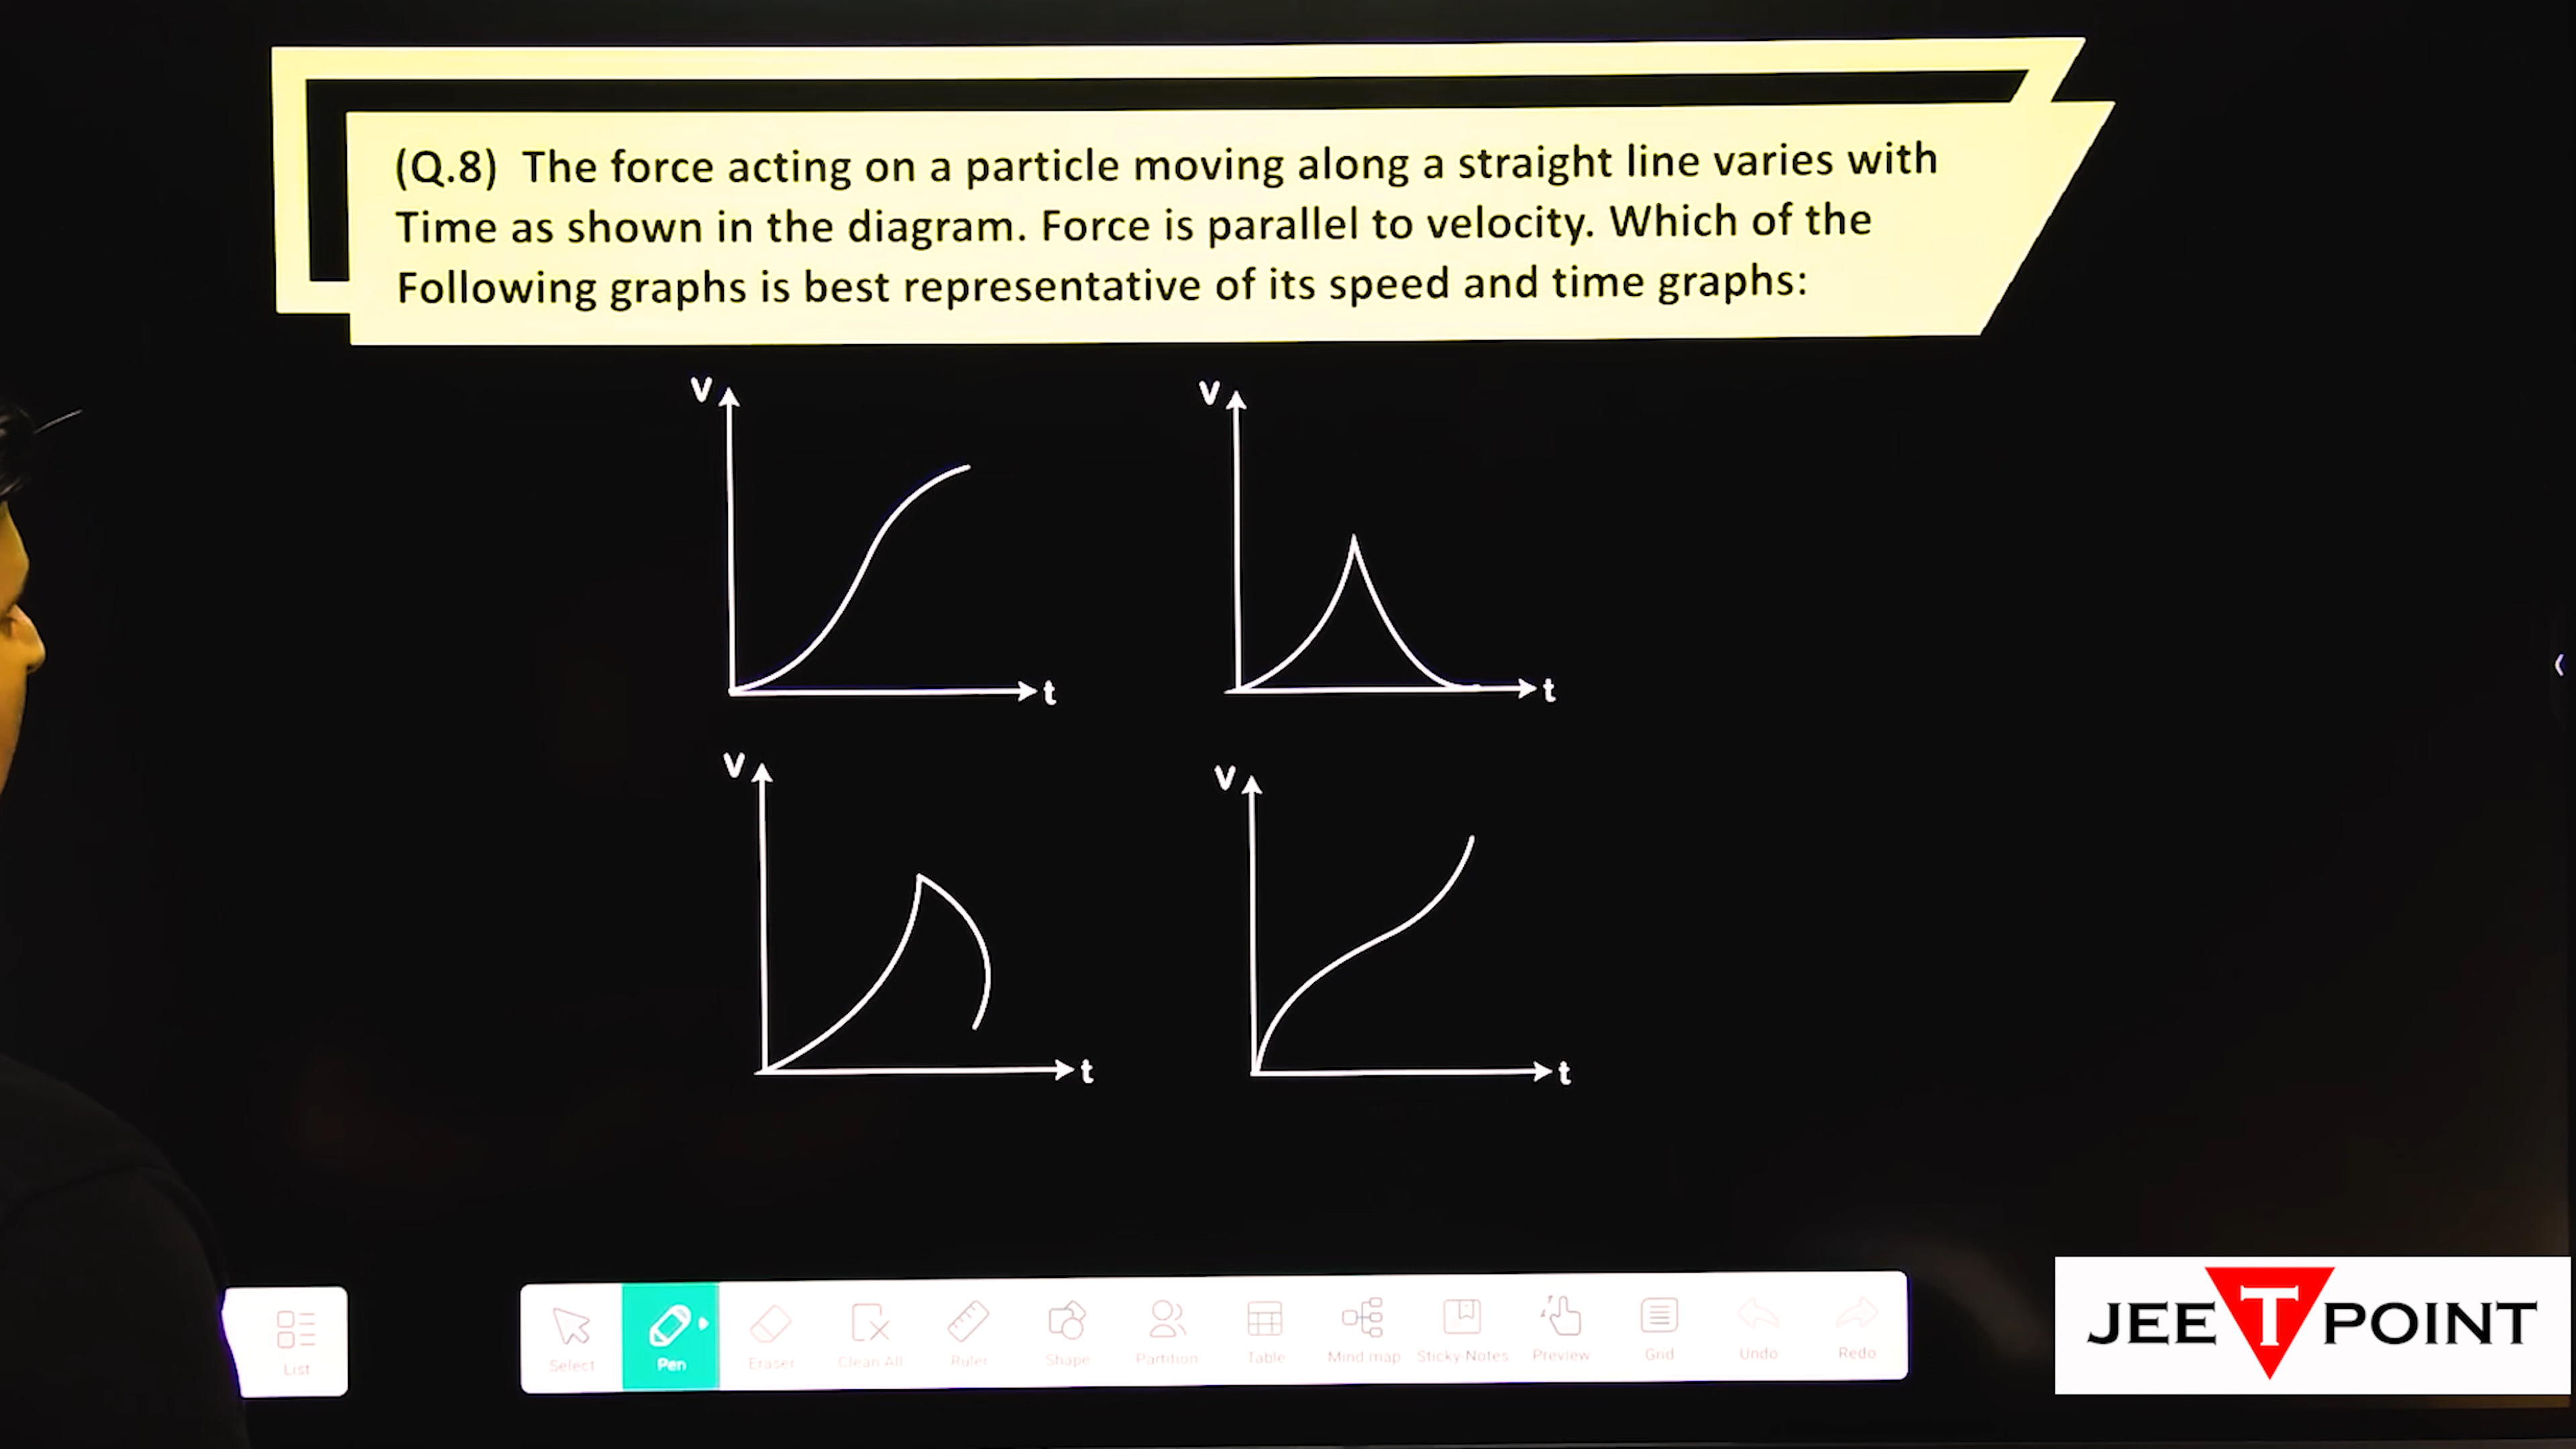 (Q.8) The force acting on a particle moving along a straight line varies with
Time as shown in the diagram. Force is parallel to velocity. Which of the
Following graphs is best representative of its speed and time graphs:
V
t
V
t
V
t
V
t
List
Select
Pen
Eraser
Clean All
Ruler
Shape
Partition
Table
Mind map
Sticky Notes
Preview
Grid
Undo
Redo
JEE T POINT